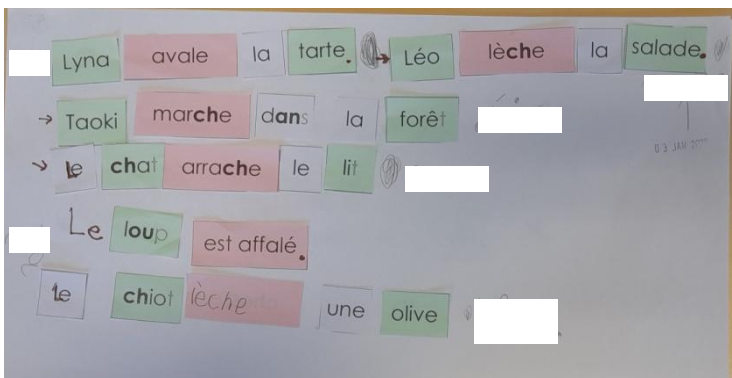 Lyna avale la tarte. → Léo lèche la salade.
→ Taoki marche dans la forêt
→ le chat arrache le lit
Le loup est affalé.
le chiot lèche une olive